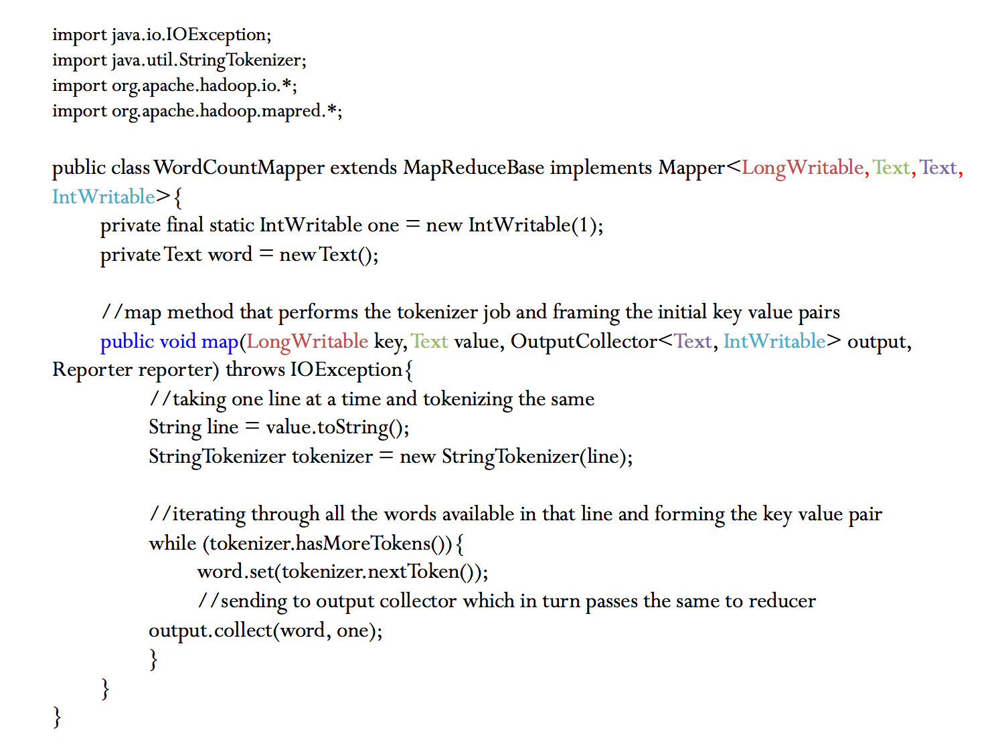 import java.io.IOException;
import java.util.StringTokenizer;
import org.apache.hadoop.io.*;
import org.apache.hadoop.mapred.*;
public class WordCountMapper extends MapReduceBase implements Mapper<LongWritable, Text, Text,
IntWritable>{
private final static IntWritable one = new IntWritable(1);
private Text word = new Text();
//map method that performs the tokenizer job and framing the initial key value pairs
public void map(LongWritable key, Text value, OutputCollector<Text, IntWritable> output,
Reporter reporter) throws IOException{
//taking one line at a time and tokenizing the same
String line = value.toString();
StringTokenizer tokenizer = new StringTokenizer(line);
//iterating through all the words available in that line and forming the key value pair
while (tokenizer.hasMoreTokens()){
word.set(tokenizer.nextToken());
//sending to output collector which in turn passes the same to reducer
output.collect(word, one);
}
}
}